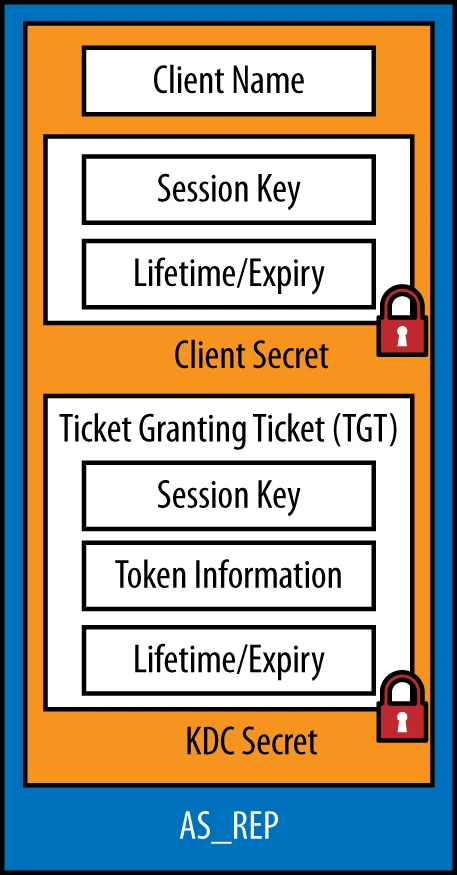 Client Name
Session Key
Lifetime/Expiry
Client Secret
Ticket Granting Ticket (TGT)
Session Key
Token Information
Lifetime/Expiry
KDC Secret
AS_REP